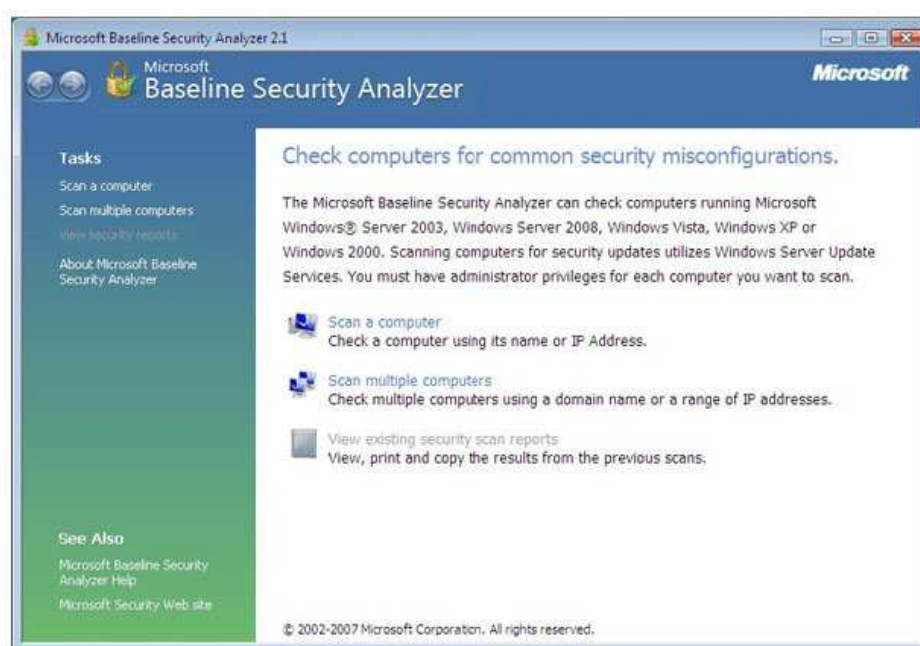 Microsoft Baseline Security Analyzer 2.1
Microsoft
Baseline Security Analyzer
Microsoft
Tasks
Scan a computer
Scan multiple computers
View security reports
About Microsoft Baseline
Security Analyzer
See Also
Microsoft Baseline Security
Analyzer Help
Microsoft Security Web site
Check computers for common security misconfigurations.
The Microsoft Baseline Security Analyzer can check computers running Microsoft
Windows® Server 2003, Windows Server 2008, Windows Vista, Windows XP or
Windows 2000. Scanning computers for security updates utilizes Windows Server Update
Services. You must have administrator privileges for each computer you want to scan.
Scan a computer
Check a computer using its name or IP Address.
Scan multiple computers
Check multiple computers using a domain name or a range of IP addresses.
View existing security scan reports
View, print and copy the results from the previous scans.
© 2002-2007 Microsoft Corporation. All rights reserved.